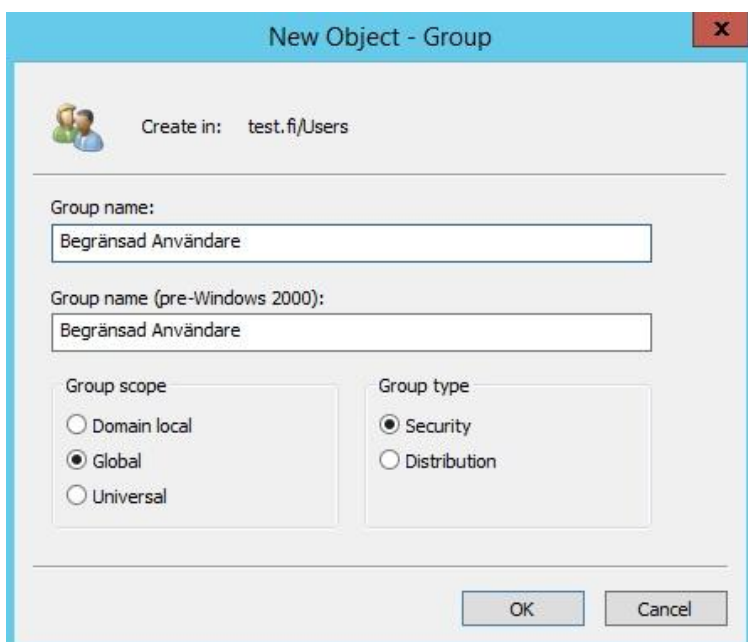 New Object - Group
x
Create in: test.fi/Users
Group name:
Begränsad Användare
Group name (pre-Windows 2000):
Begränsad Användare
Group scope
Domain local
Global
Universal
Group type
Security
Distribution
OK
Cancel